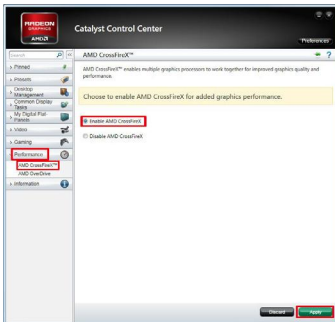 RADEON
GRAPHICS
AMD
Catalyst Control Center
Preferences
Search
AMD CrossFireX™
Pinned
Presets
Desktop
Management
Common Display
Tasks
My Digital Flat-
Panels
Video
Gaming
Performance
AMD CrossFireX™
AMD OverDrive
Information
AMD CrossFireX™ enables multiple graphics processors to work together for improved graphics quality and
performance.
Choose to enable AMD CrossFireX for added graphics performance.
Enable AMD CrossFireX
Disable AMD CrossFireX
Discard
Apply